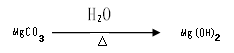 H₂O
MgCO₃ → Mg(OH)₂
△